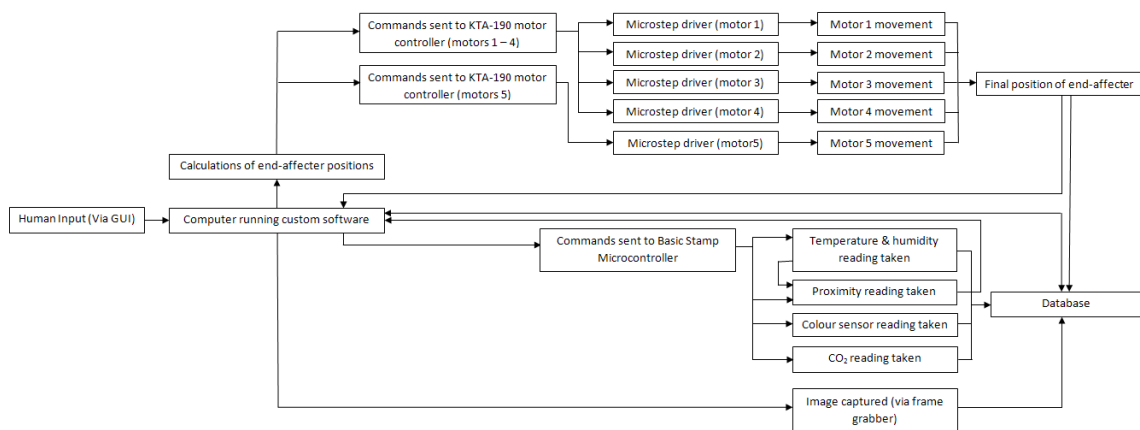 Commands sent to KTA-190 motor
controller (motors 1 – 4)
Microstep driver (motor 1)
Motor 1 movement
Microstep driver (motor 2)
Motor 2 movement
Commands sent to KTA-190 motor
controller (motors 5)
Microstep driver (motor 3)
Motor 3 movement
Final position of end-affecter
Microstep driver (motor 4)
Motor 4 movement
Microstep driver (motor5)
Motor 5 movement
Calculations of end-affecter positions
Human Input (Via GUI)
Computer running custom software
Commands sent to Basic Stamp
Microcontroller
Temperature & humidity
reading taken
Proximity reading taken
Database
Colour sensor reading taken
CO₂ reading taken
Image captured (via frame
grabber)